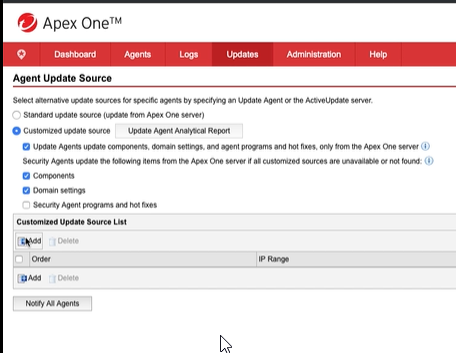 Apex One™
Dashboard Agents Logs Updates Administration Help
Agent Update Source
Select alternative update sources for specific agents by specifying an Update Agent or the ActiveUpdate server.
Standard update source (update from Apex One server)
Customized update source Update Agent Analytical Report
Update Agents update components, domain settings, and agent programs and hot fixes, only from the Apex One server
Security Agents update the following items from the Apex One server if all customized sources are unavailable or not found:
Components
Domain settings
Security Agent programs and hot fixes
Customized Update Source List
Add Delete
Order IP Range
Add Delete
Notify All Agents